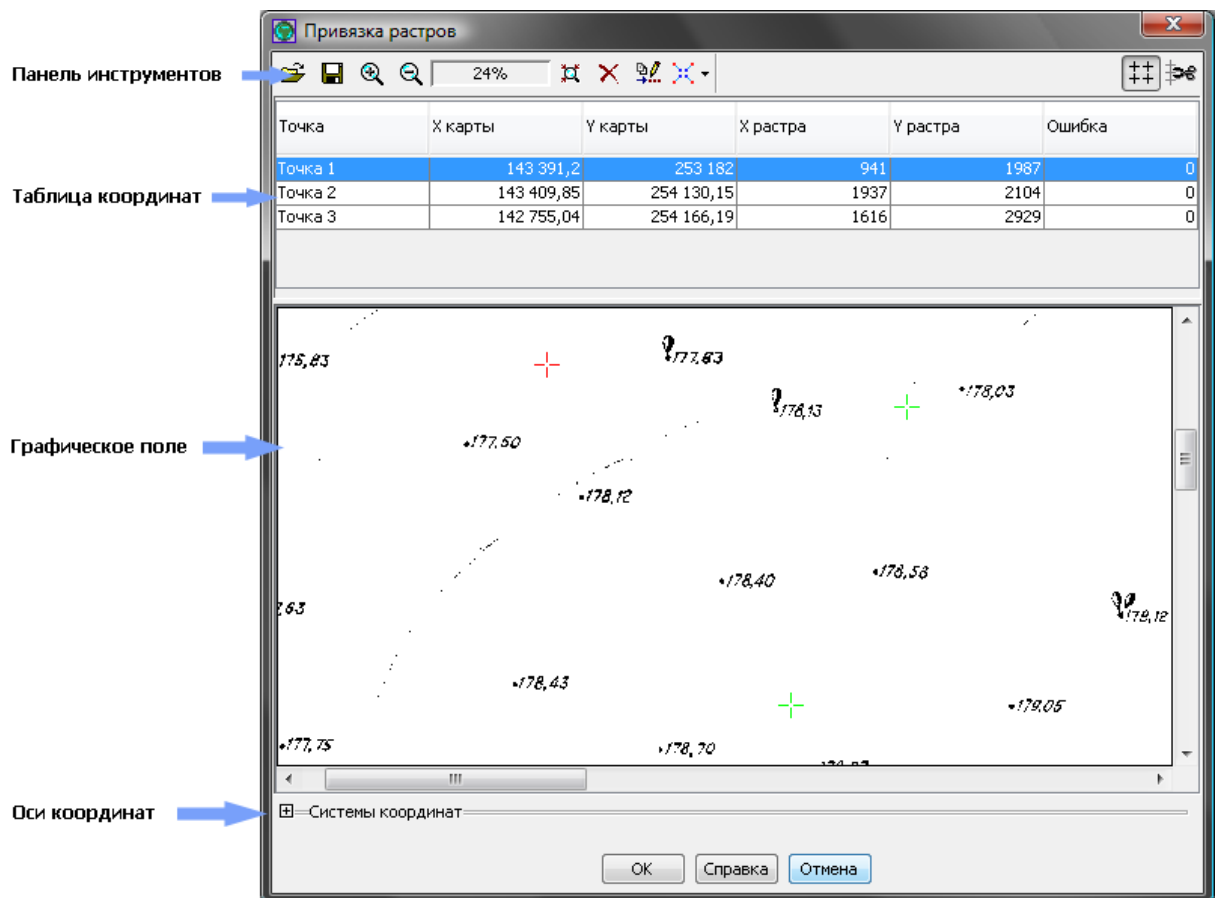 Привязка растров
Панель инструментов
24%
Точка X карты Y карты X растра Y растра Ошибка
Точка 1 143 391,2 253 182 941 1987 0
Таблица координат
Точка 2 143 409,85 254 130,15 1937 2104 0
Точка 3 142 755,04 254 166,19 1616 2929 0
175,83
177,83
178,03
178,13
Графическое поле
177,50
178,12
178,40
178,58
,63
179,12
178,43
179,05
177,75
178,70
Оси координат
Системы координат
OK Справка Отмена